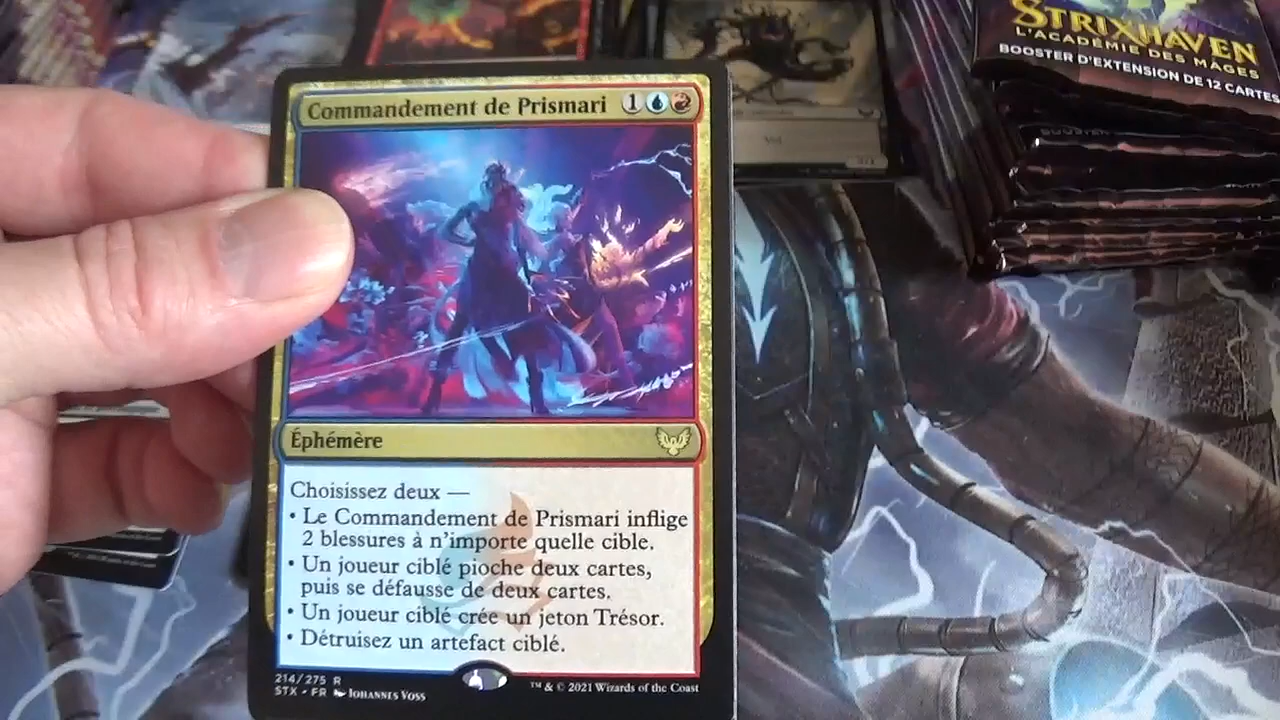 Commandement de Prismari 1
Éphémère
Choisissez deux —
• Le Commandement de Prismari inflige
2 blessures à n'importe quelle cible.
• Un joueur ciblé pioche deux cartes,
puis se défausse de deux cartes.
• Un joueur ciblé crée un jeton Trésor.
• Détruisez un artefact ciblé.
214/275 R
STX • FR Johannes Voss
™ & © 2021 Wizards of the Coast
STRIXHAVEN
L'ACADÉMIE DES MAGES
BOOSTER D'EXTENSION DE 12 CARTES
BOOSTER
Vol